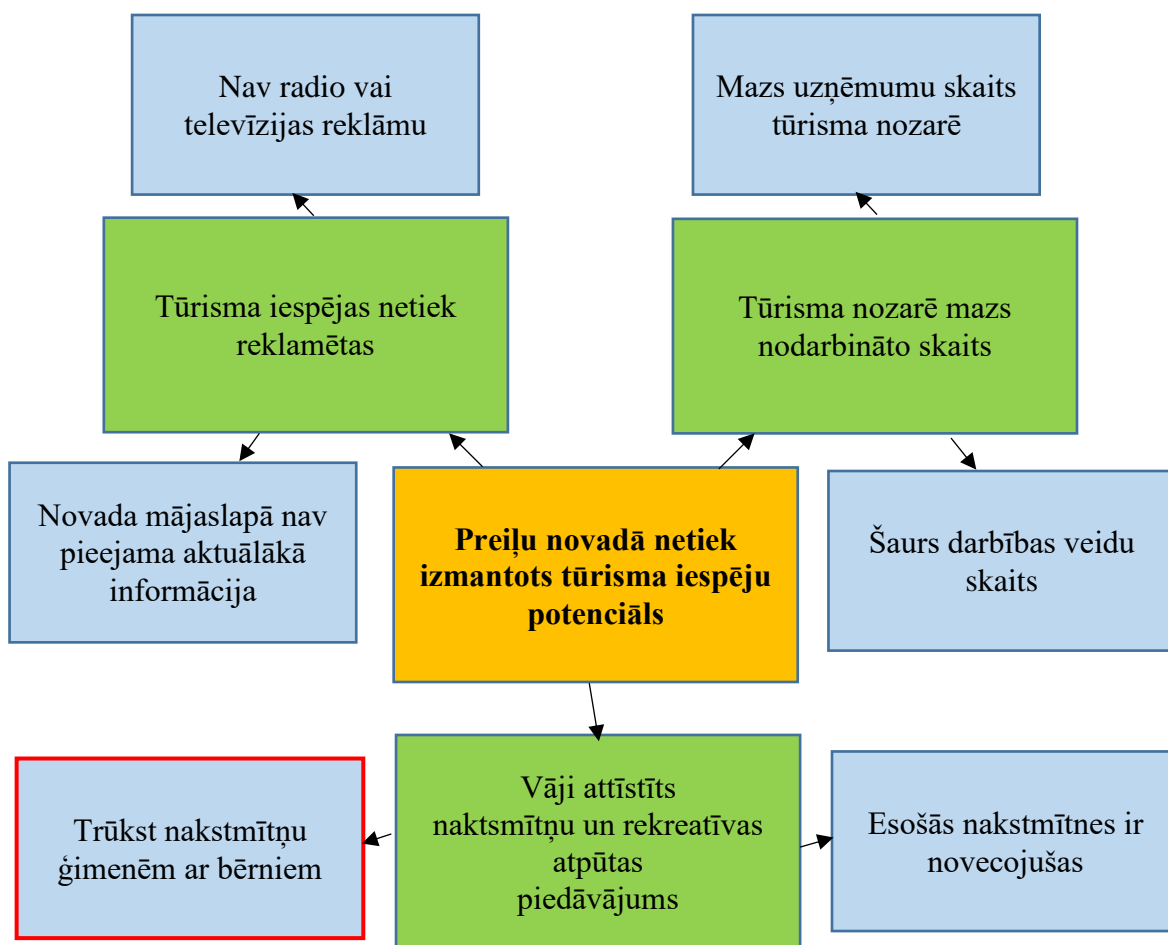 Nav radio vai
televīzijas reklāmu
Mazs uzņēmumu skaits
tūrisma nozarē
Tūrisma iespējas netiek
reklamētas
Tūrisma nozarē mazs
nodarbināto skaits
Novada mājaslapā nav
pieejama aktuālākā
informācija
Preiļu novadā netiek
izmantots tūrisma iespēju
potenciāls
Šaurs darbības veidu
skaits
Trūkst nakstmītņu
ģimenēm ar bērniem
Vāji attīstīts
naktsmītņu un rekreatīvas
atpūtas
piedāvājums
Esošās nakstmītnes ir
novecojušas